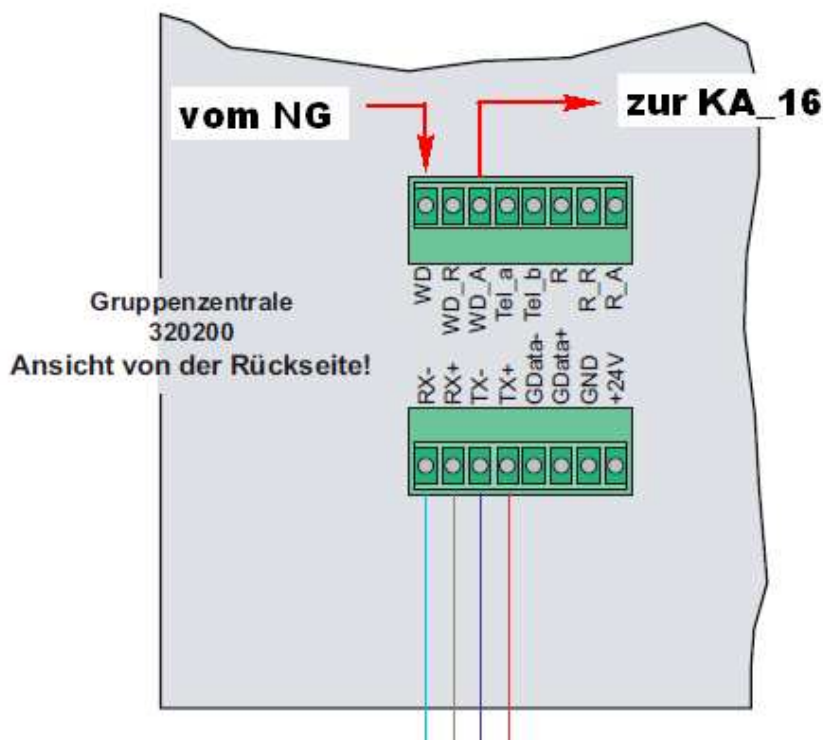 vom NG
zur KA_16
WD
WD_R
WD_A
Tel_a
Tel_b
R
R_R
R_A
Gruppenzentrale
320200
Ansicht von der Rückseite!
RX-
RX+
TX-
TX+
GData-
GData+
GND
+24V